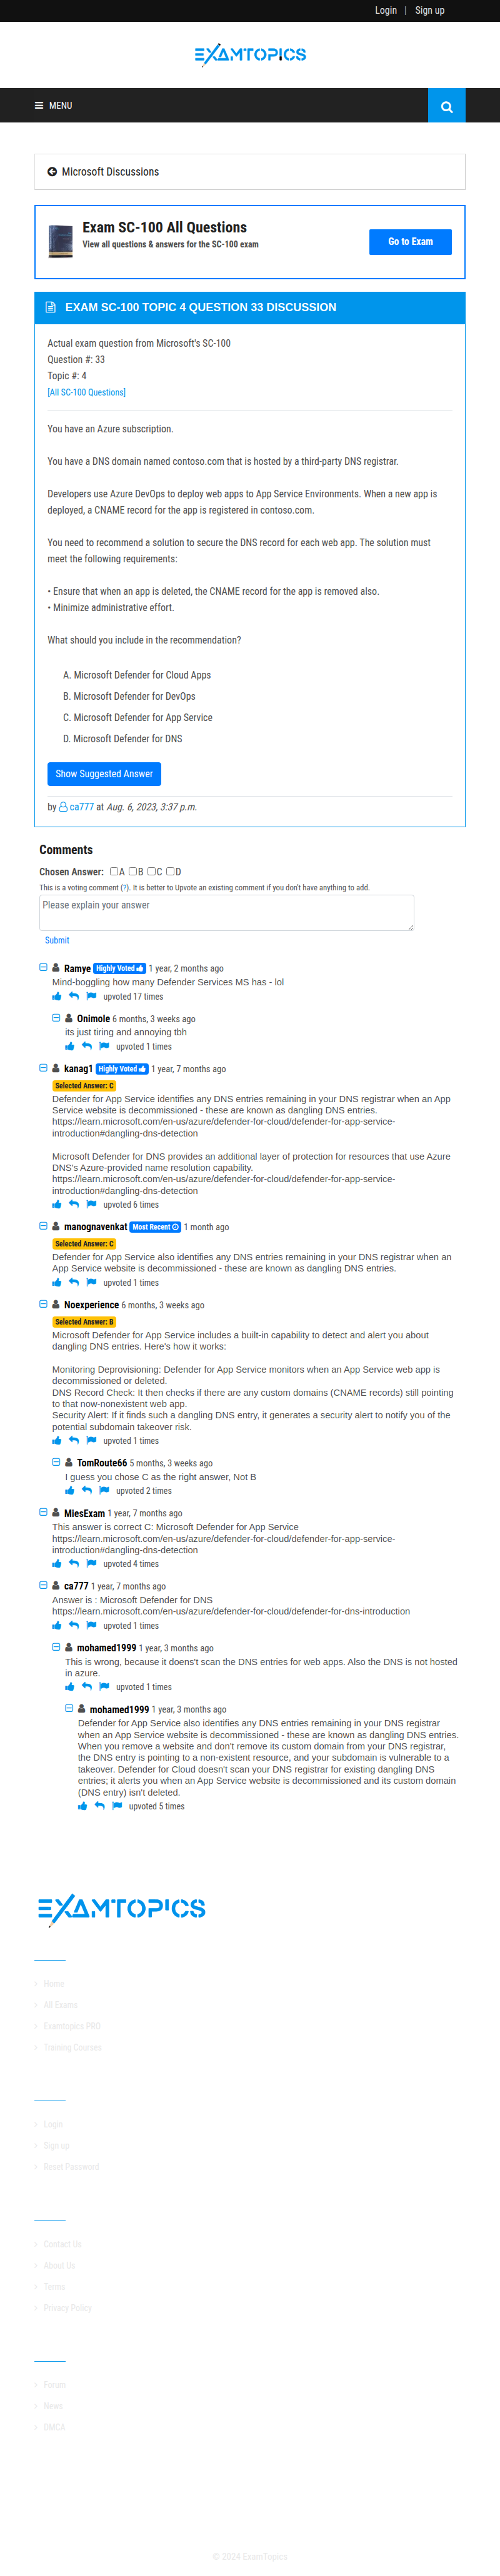 Login | Sign up
EXAMTOPICS
MENU
Microsoft Discussions
Exam SC-100 All Questions
View all questions & answers for the SC-100 exam
Go to Exam
EXAM SC-100 TOPIC 4 QUESTION 33 DISCUSSION
Actual exam question from Microsoft's SC-100
Question #: 33
Topic #: 4
[All SC-100 Questions]
You have an Azure subscription.
You have a DNS domain named contoso.com that is hosted by a third-party DNS registrar.
Developers use Azure DevOps to deploy web apps to App Service Environments. When a new app is
deployed, a CNAME record for the app is registered in contoso.com.
You need to recommend a solution to secure the DNS record for each web app. The solution must
meet the following requirements:
• Ensure that when an app is deleted, the CNAME record for the app is removed also.
• Minimize administrative effort.
What should you include in the recommendation?
A. Microsoft Defender for Cloud Apps
B. Microsoft Defender for DevOps
C. Microsoft Defender for App Service
D. Microsoft Defender for DNS
Show Suggested Answer
by ca777 at Aug. 6, 2023, 3:37 p.m.
Comments
Chosen Answer: A B C D
This is a voting comment (?). It is better to Upvote an existing comment if you don't have anything to add.
Please explain your answer
Submit
Ramye Highly Voted 1 year, 2 months ago
Mind-boggling how many Defender Services MS has - lol
upvoted 17 times
Onimole 6 months, 3 weeks ago
its just tiring and annoying tbh
upvoted 1 times
kanag1 Highly Voted 1 year, 7 months ago
Selected Answer: C
Defender for App Service identifies any DNS entries remaining in your DNS registrar when an App
Service website is decommissioned - these are known as dangling DNS entries.
https://learn.microsoft.com/en-us/azure/defender-for-cloud/defender-for-app-service-
introduction#dangling-dns-detection
Microsoft Defender for DNS provides an additional layer of protection for resources that use Azure
DNS's Azure-provided name resolution capability.
https://learn.microsoft.com/en-us/azure/defender-for-cloud/defender-for-app-service-
introduction#dangling-dns-detection
upvoted 6 times
manognavenkat Most Recent 1 month ago
Selected Answer: C
Defender for App Service also identifies any DNS entries remaining in your DNS registrar when an
App Service website is decommissioned - these are known as dangling DNS entries.
upvoted 1 times
Noexperience 6 months, 3 weeks ago
Selected Answer: B
Microsoft Defender for App Service includes a built-in capability to detect and alert you about
dangling DNS entries. Here's how it works:
Monitoring Deprovisioning: Defender for App Service monitors when an App Service web app is
decommissioned or deleted.
DNS Record Check: It then checks if there are any custom domains (CNAME records) still pointing
to that now-nonexistent web app.
Security Alert: If it finds such a dangling DNS entry, it generates a security alert to notify you of the
potential subdomain takeover risk.
upvoted 1 times
TomRoute66 5 months, 3 weeks ago
I guess you chose C as the right answer, Not B
upvoted 2 times
MiesExam 1 year, 7 months ago
This answer is correct C: Microsoft Defender for App Service
https://learn.microsoft.com/en-us/azure/defender-for-cloud/defender-for-app-service-
introduction#dangling-dns-detection
upvoted 4 times
ca777 1 year, 7 months ago
Answer is : Microsoft Defender for DNS
https://learn.microsoft.com/en-us/azure/defender-for-cloud/defender-for-dns-introduction
upvoted 1 times
mohamed1999 1 year, 3 months ago
This is wrong, because it doens't scan the DNS entries for web apps. Also the DNS is not hosted
in azure.
upvoted 1 times
mohamed1999 1 year, 3 months ago
Defender for App Service also identifies any DNS entries remaining in your DNS registrar
when an App Service website is decommissioned - these are known as dangling DNS entries.
When you remove a website and don't remove its custom domain from your DNS registrar,
the DNS entry is pointing to a non-existent resource, and your subdomain is vulnerable to a
takeover. Defender for Cloud doesn't scan your DNS registrar for existing dangling DNS
entries; it alerts you when an App Service website is decommissioned and its custom domain
(DNS entry) isn't deleted.
upvoted 5 times
EXAMTOPICS
Home
All Exams
Examtopics PRO
Training Courses
Login
Sign up
Reset Password
Contact Us
About Us
Terms
Privacy Policy
Forum
News
DMCA
© 2024 ExamTopics